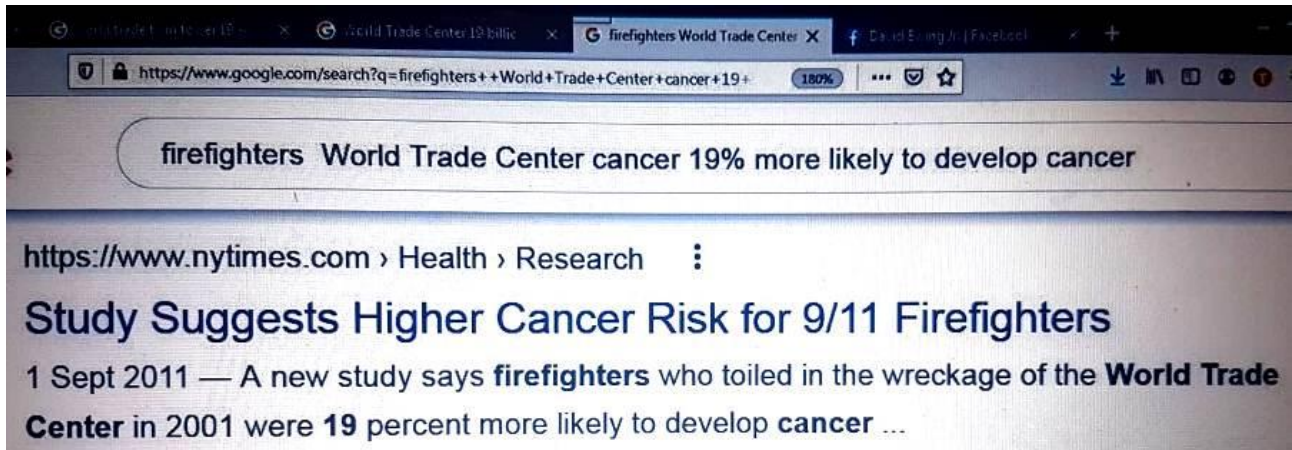 World Trade Center 19 billic
firefighters World Trade Center
https://www.google.com/search?q=firefighters++World+Trade+Center+cancer+19+
180%
firefighters World Trade Center cancer 19% more likely to develop cancer
https://www.nytimes.com › Health › Research
Study Suggests Higher Cancer Risk for 9/11 Firefighters
1 Sept 2011 — A new study says firefighters who toiled in the wreckage of the World Trade
Center in 2001 were 19 percent more likely to develop cancer ...